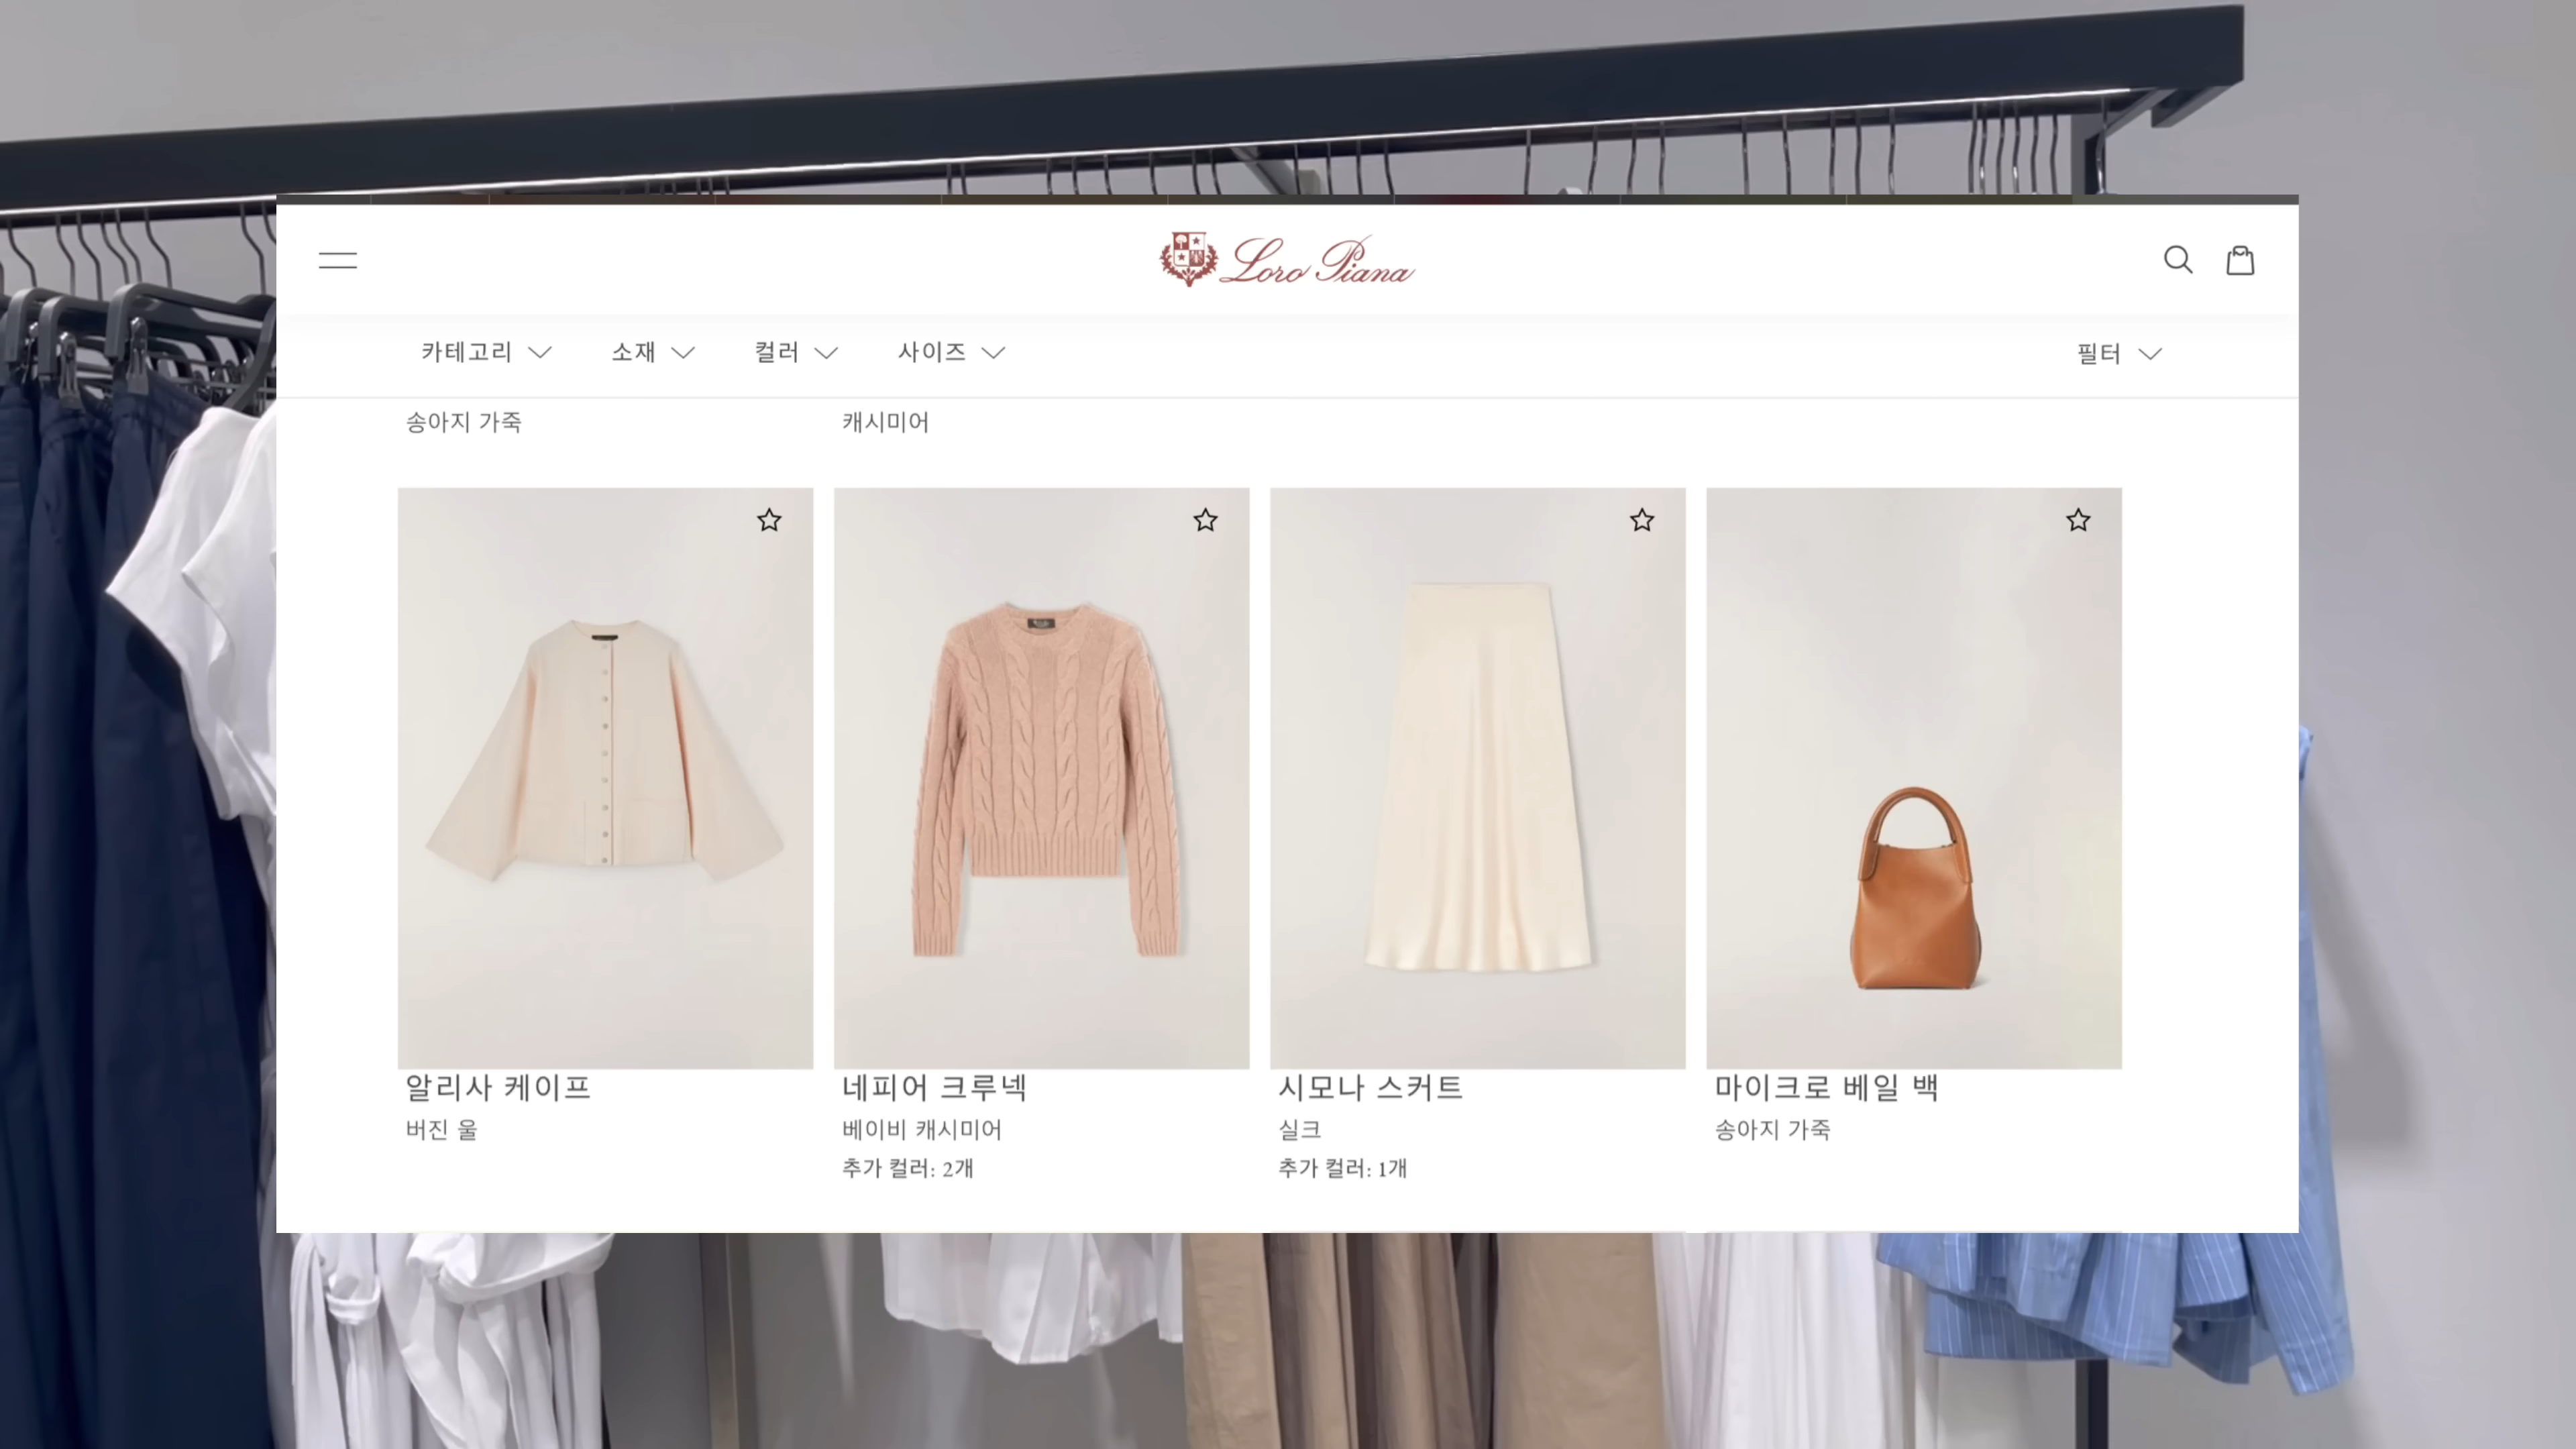 Loro Piana
카테고리 소재 컬러 사이즈 필터
송아지 가죽 캐시미어
알리사 케이프 네피어 크루넥 시모나 스커트 마이크로 베일 백
버진 울 베이비 캐시미어 실크 송아지 가죽
추가 컬러: 2개 추가 컬러: 1개